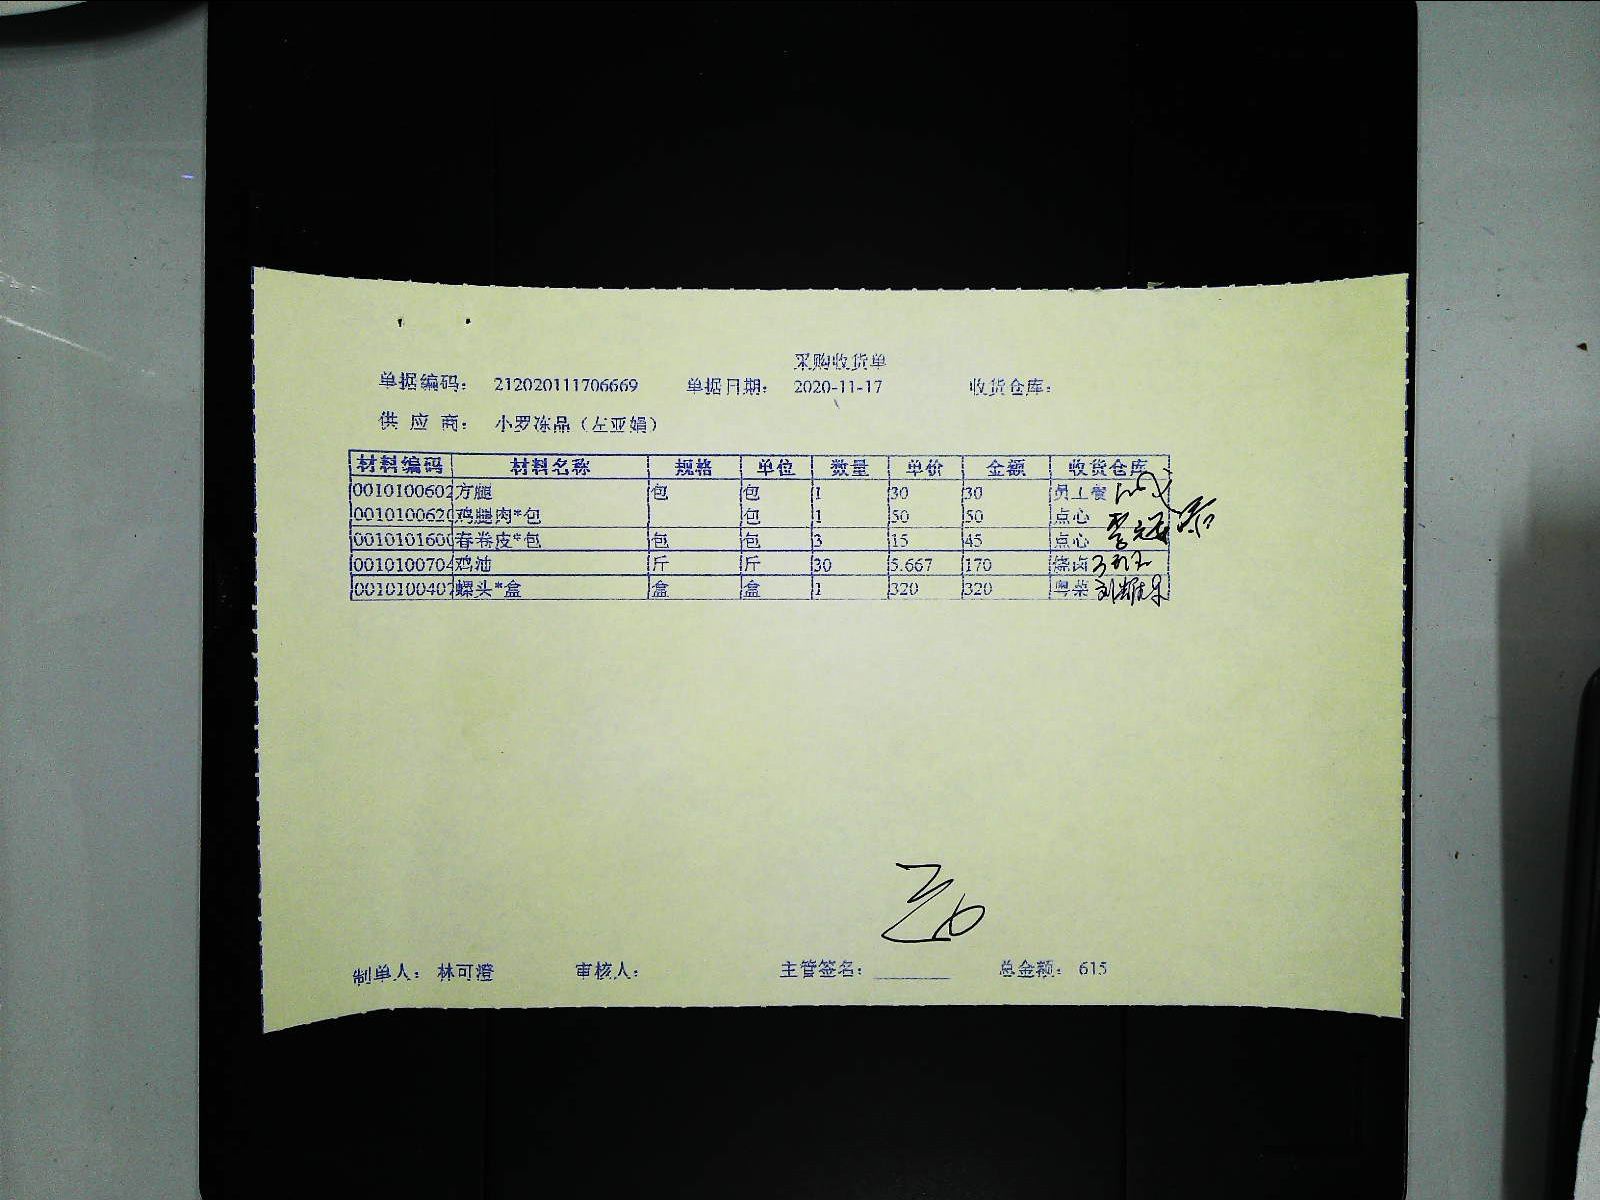 采购收货单
单据编码： 212020111706669 单据日期： 2020-11-17 收货仓库：
供 应 商： 小罗冻品（左亚娟）
材料编码 材料名称 规格 单位 数量 单价 金额 收货仓库
0010100602 方腿 包 包 1 30 30 员工餐
001010062 鸡腿肉*包 包 1 50 50 点心
001010160 春卷皮*包 包 包 3 15 45 点心
001010070 鸡油 斤 斤 30 5.667 170 烧卤
001010040 螺头*盒 盒 盒 1 320 320 粤菜
制单人： 林可澄 审核人： 主管签名： 总金额： 615